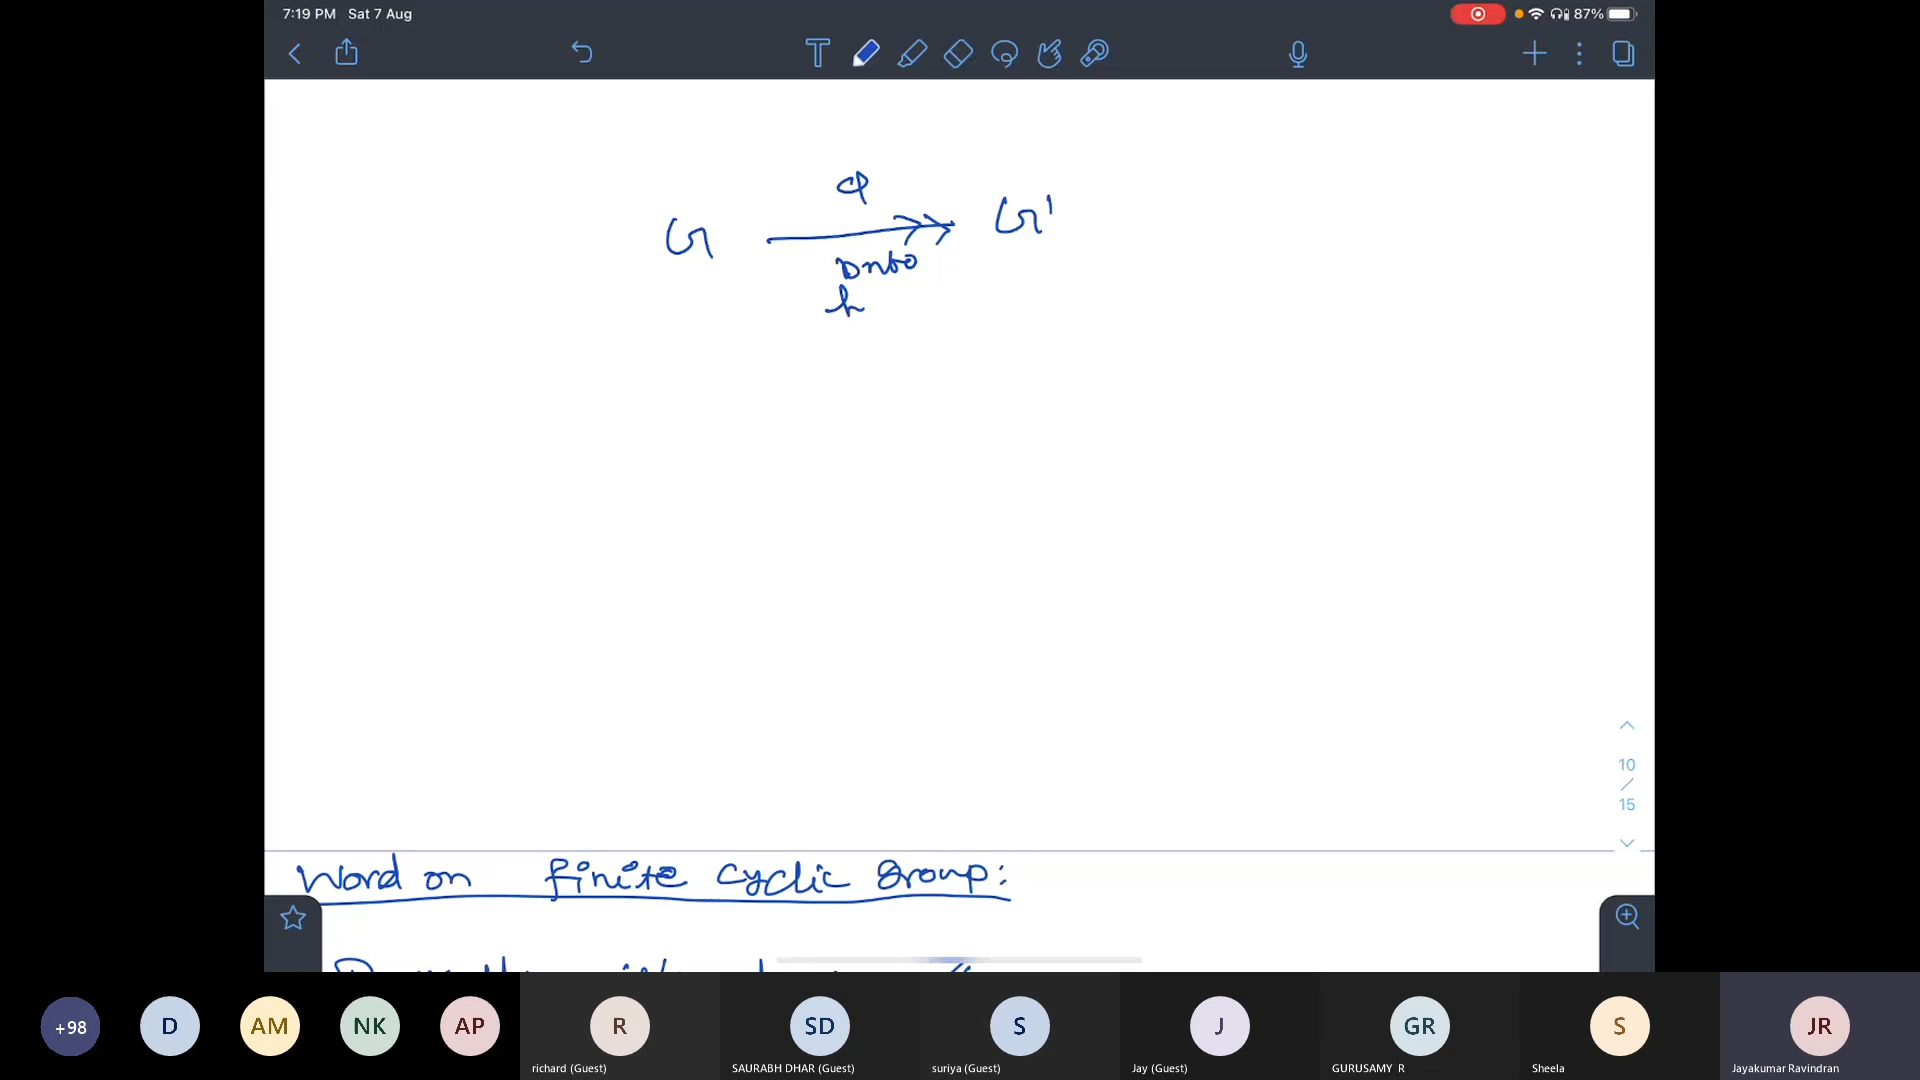 7:19 PM Sat 7 Aug
87%
φ
G G'
onto
h
10
/
15
Word on finite cyclic group:
+98 D AM NK AP R SD S J GR S JR
richard (Guest) SAURABH DHAR (Guest) suriya (Guest) Jay (Guest) GURUSAMY R Sheela Jayakumar Ravindran